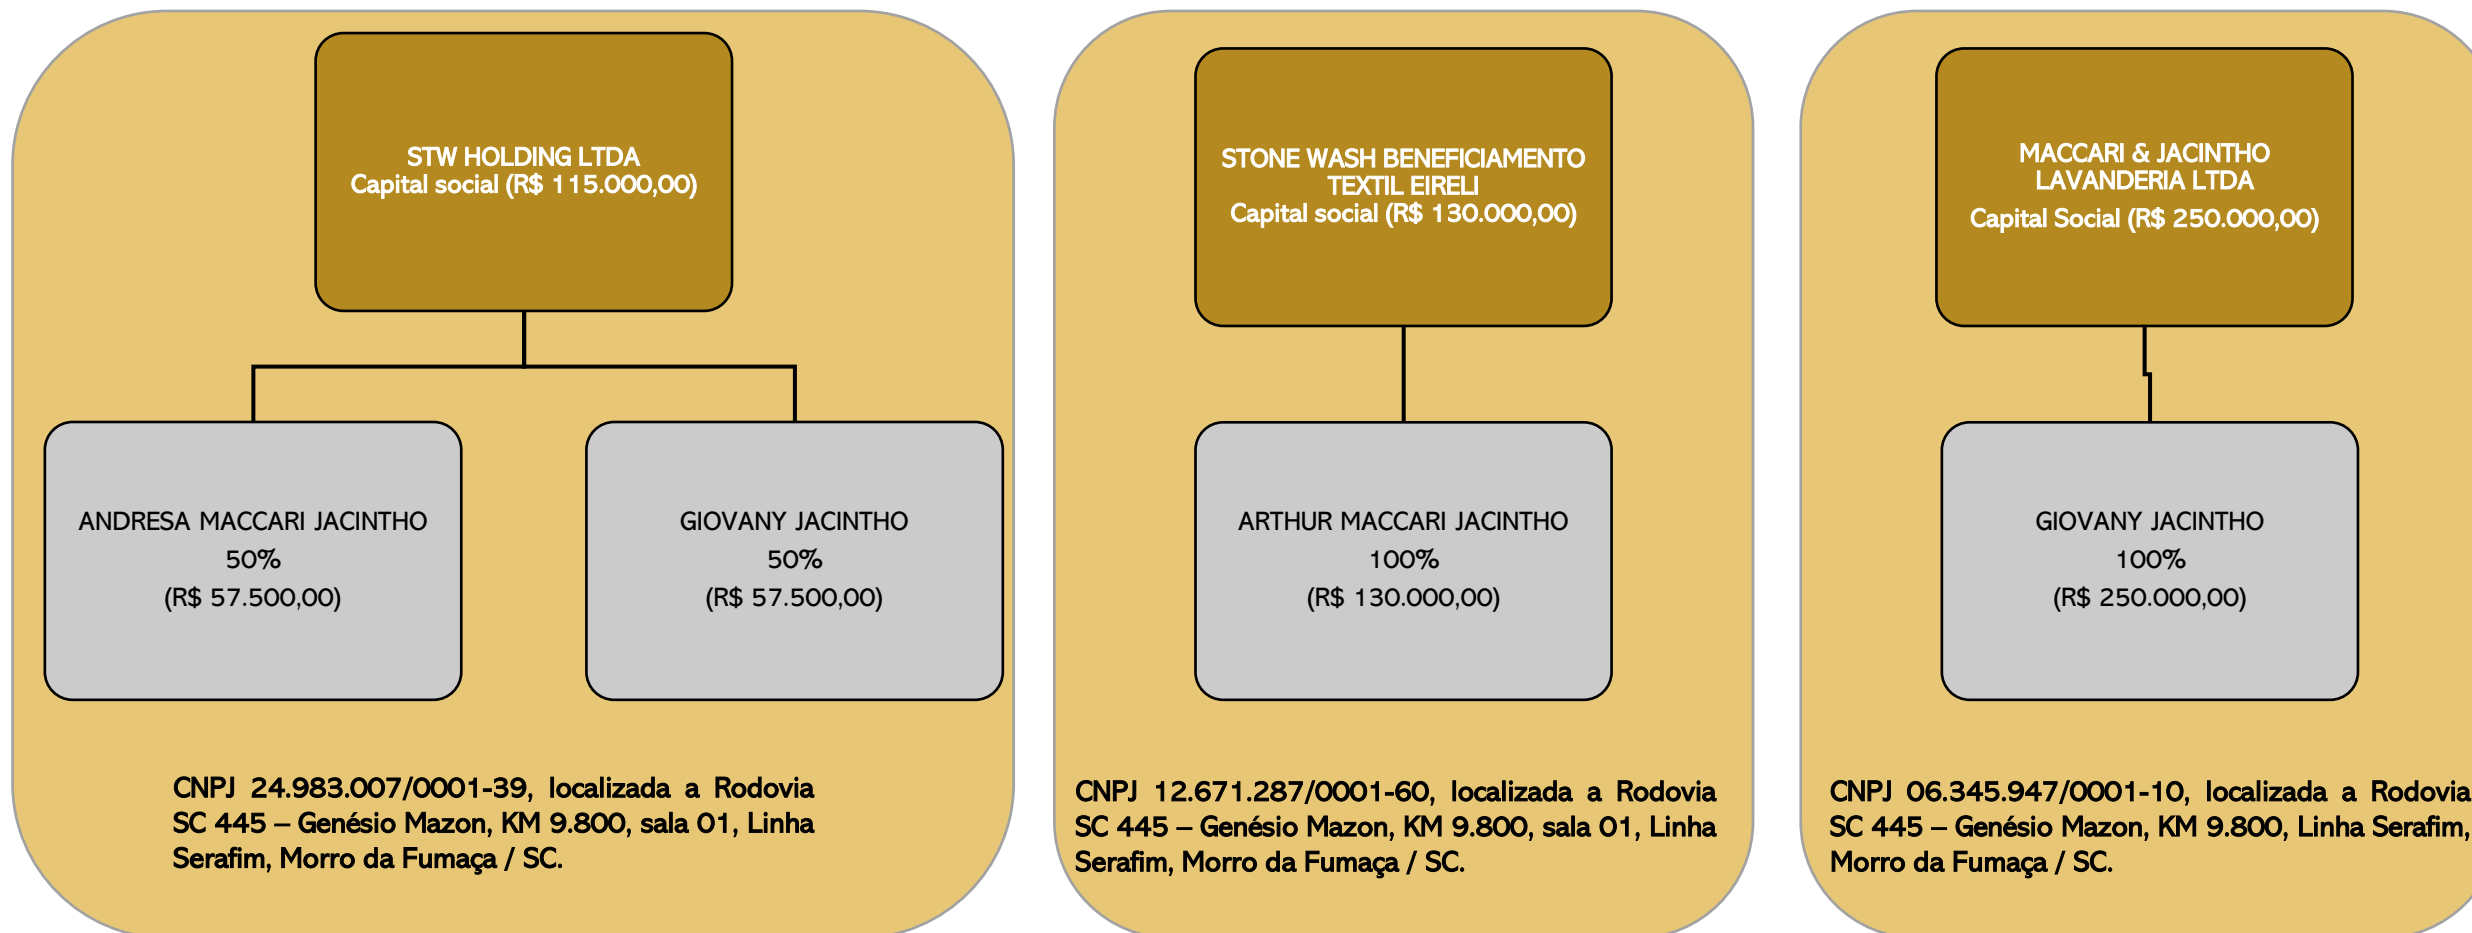 STW HOLDING LTDA
Capital social (R$ 115.000,00)
ANDRESA MACCARI JACINTHO
50%
(R$ 57.500,00)
GIOVANY JACINTHO
50%
(R$ 57.500,00)
CNPJ 24.983.007/0001-39, localizada a Rodovia
SC 445 – Genésio Mazon, KM 9.800, sala 01, Linha
Serafim, Morro da Fumaça / SC.
STONE WASH BENEFICIAMENTO
TEXTIL EIRELI
Capital social (R$ 130.000,00)
ARTHUR MACCARI JACINTHO
100%
(R$ 130.000,00)
CNPJ 12.671.287/0001-60, localizada a Rodovia
SC 445 – Genésio Mazon, KM 9.800, sala 01, Linha
Serafim, Morro da Fumaça / SC.
MACCARI & JACINTHO
LAVANDERIA LTDA
Capital Social (R$ 250.000,00)
GIOVANY JACINTHO
100%
(R$ 250.000,00)
CNPJ 06.345.947/0001-10, localizada a Rodovia
SC 445 – Genésio Mazon, KM 9.800, Linha Serafim,
Morro da Fumaça / SC.